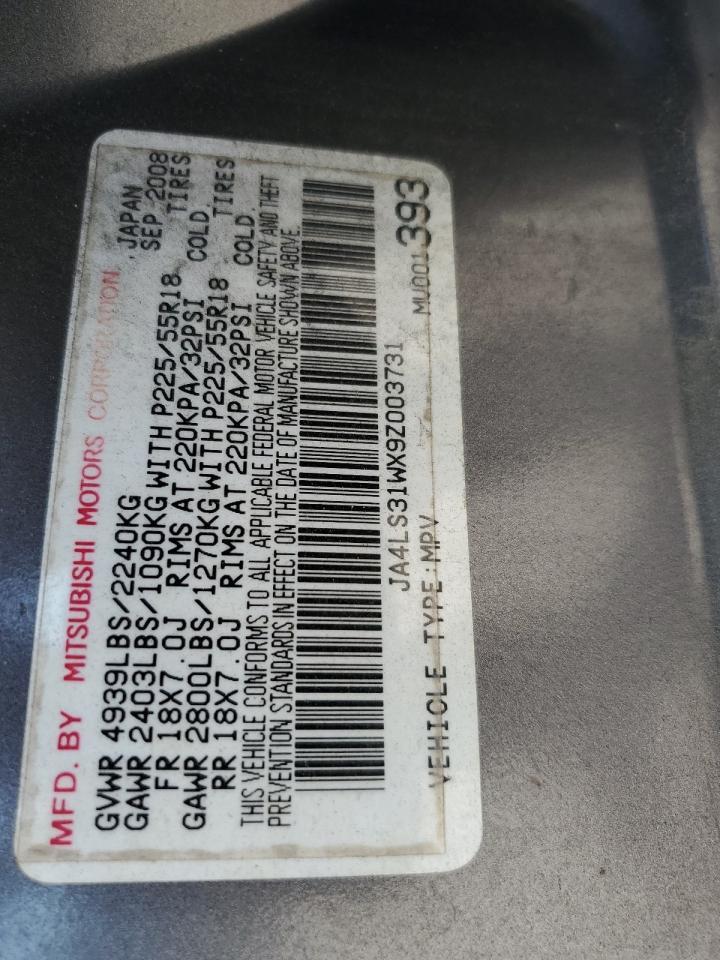 MFD. BY MITSUBISHI MOTORS CORPORATION, JAPAN
GVWR 4939LBS/2240KG SEP 2008
GAWR 2403LBS/1090KG WITH P225/55R18 TIRES
FR 18X7.0J RIMS AT 220KPA/32PSI COLD.
GAWR 2800LBS/1270KG WITH P225/55R18 TIRES
RR 18X7.0J RIMS AT 220KPA/32PSI COLD.
THIS VEHICLE CONFORMS TO ALL APPLICABLE FEDERAL MOTOR VEHICLE SAFETY AND THEFT
PREVENTION STANDARDS IN EFFECT ON THE DATE OF MANUFACTURE SHOWN ABOVE.
JA4LS31WX9Z003731
VEHICLE TYPE:MPV MU001393